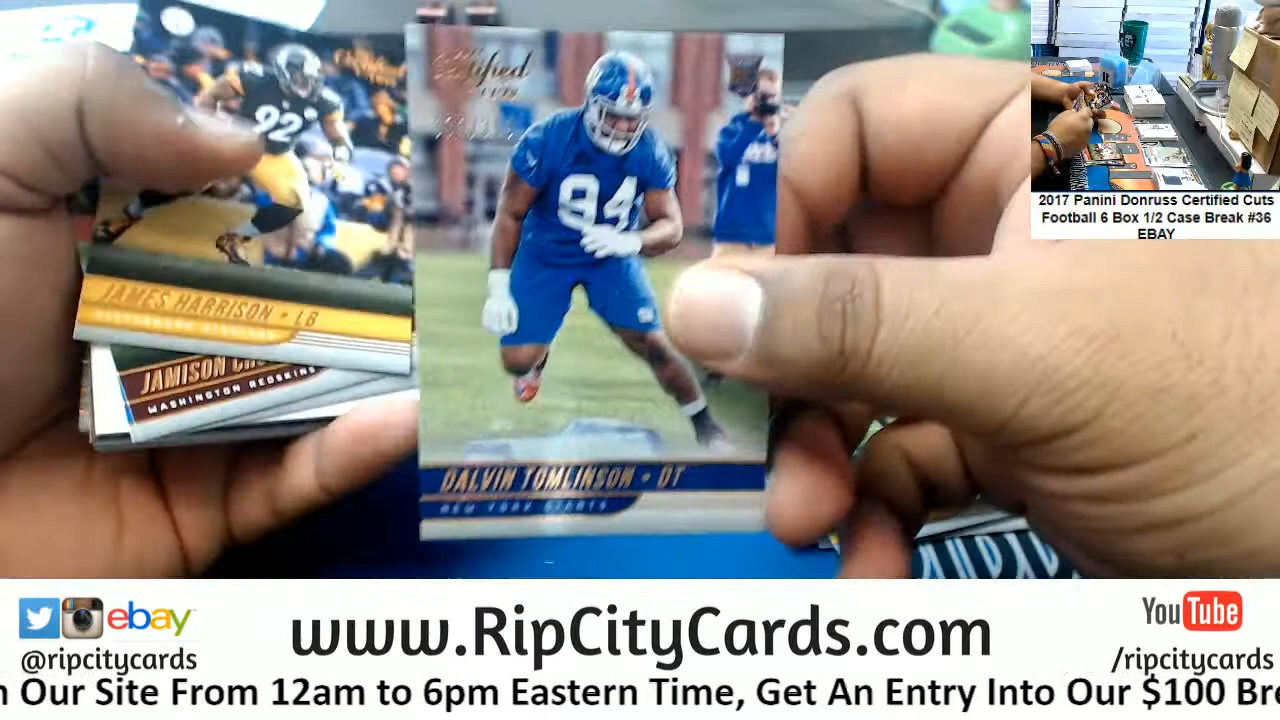 92
JAMES HARRISON • LB
JAMISON
WASHINGTON REDSKINS
94
DALVIN TOMLINSON • DT
NEW YORK GIANTS
2017 Panini Donruss Certified Cuts
Football 6 Box 1/2 Case Break #36
EBAY
ebay
@ripcitycards
www.RipCityCards.com
YouTube
/ripcitycards
n Our Site From 12am to 6pm Eastern Time, Get An Entry Into Our $100 Bre